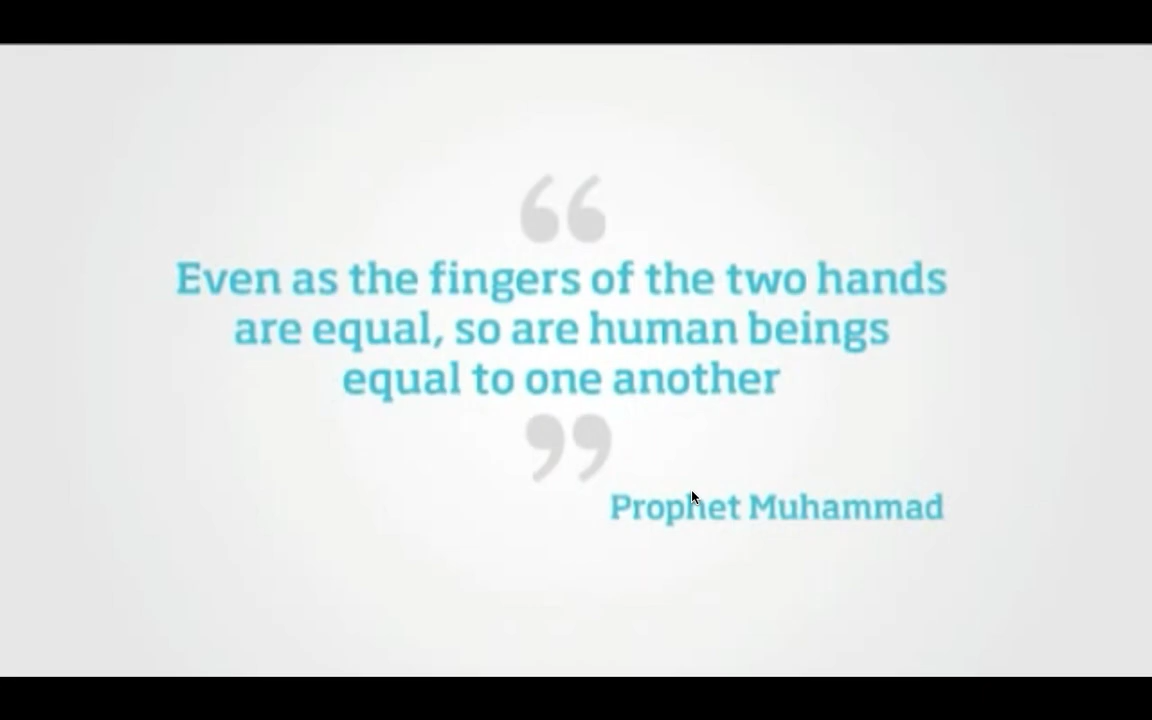 “
Even as the fingers of the two hands
are equal, so are human beings
equal to one another
”
Prophet Muhammad